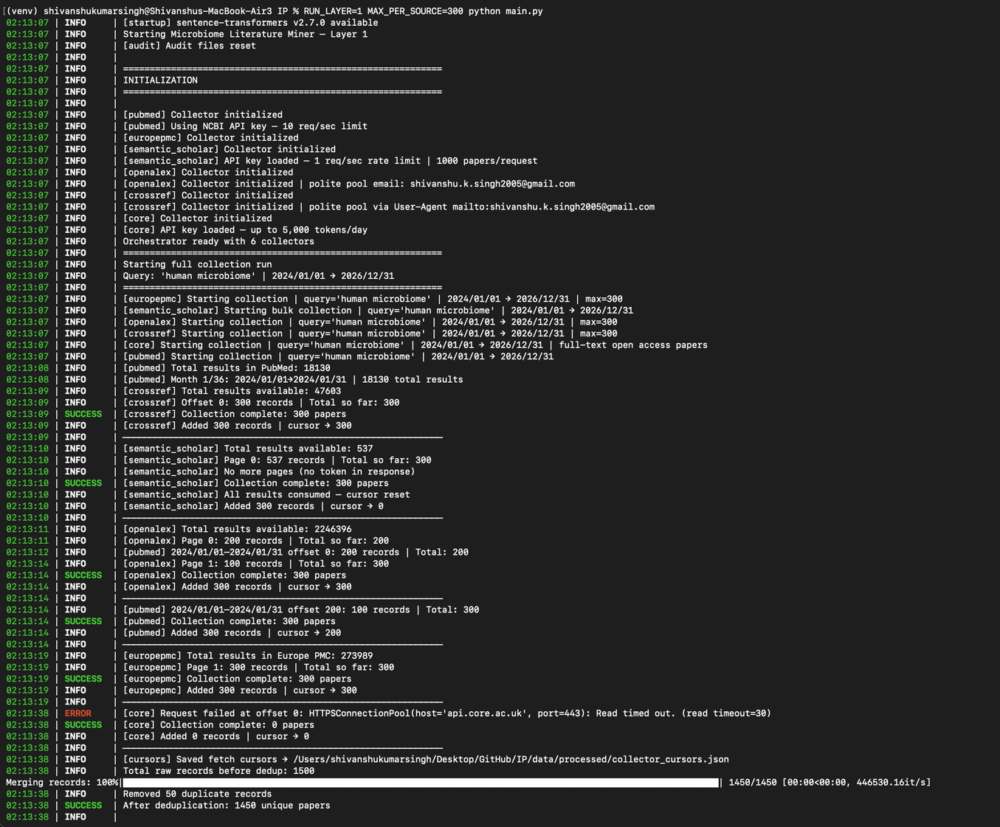 [(venv) shivanshukumarsingh@Shivanshus-MacBook-Air3 IP % RUN_LAYER=1 MAX_PER_SOURCE=300 python main.py
02:13:07 | INFO     | [startup] sentence-transformers v2.7.0 available
02:13:07 | INFO     | Starting Microbiome Literature Miner — Layer 1
02:13:07 | INFO     | [audit] Audit files reset
02:13:07 | INFO     |
02:13:07 | INFO     | ============================================================
02:13:07 | INFO     | INITIALIZATION
02:13:07 | INFO     | ============================================================
02:13:07 | INFO     |
02:13:07 | INFO     | [pubmed] Collector initialized
02:13:07 | INFO     | [pubmed] Using NCBI API key — 10 req/sec limit
02:13:07 | INFO     | [europepmc] Collector initialized
02:13:07 | INFO     | [semantic_scholar] Collector initialized
02:13:07 | INFO     | [semantic_scholar] API key loaded — 1 req/sec rate limit | 1000 papers/request
02:13:07 | INFO     | [openalex] Collector initialized
02:13:07 | INFO     | [openalex] Collector initialized | polite pool email: shivanshu.k.singh2005@gmail.com
02:13:07 | INFO     | [crossref] Collector initialized
02:13:07 | INFO     | [crossref] Collector initialized | polite pool via User-Agent mailto:shivanshu.k.singh2005@gmail.com
02:13:07 | INFO     | [core] Collector initialized
02:13:07 | INFO     | [core] API key loaded — up to 5,000 tokens/day
02:13:07 | INFO     | Orchestrator ready with 6 collectors
02:13:07 | INFO     | ============================================================
02:13:07 | INFO     | Starting full collection run
02:13:07 | INFO     | Query: 'human microbiome' | 2024/01/01 → 2026/12/31
02:13:07 | INFO     | ============================================================
02:13:07 | INFO     | [europepmc] Starting collection | query='human microbiome' | 2024/01/01 → 2026/12/31 | max=300
02:13:07 | INFO     | [semantic_scholar] Starting bulk collection | query='human microbiome' | 2024/01/01 → 2026/12/31
02:13:07 | INFO     | [openalex] Starting collection | query='human microbiome' | 2024/01/01 → 2026/12/31 | max=300
02:13:07 | INFO     | [crossref] Starting collection | query='human microbiome' | 2024/01/01 → 2026/12/31 | max=300
02:13:07 | INFO     | [core] Starting collection | query='human microbiome' | 2024/01/01 → 2026/12/31 | full-text open access papers
02:13:07 | INFO     | [pubmed] Starting collection | query='human microbiome' | 2024/01/01 → 2026/12/31
02:13:08 | INFO     | [pubmed] Total results in PubMed: 18130
02:13:08 | INFO     | [pubmed] Month 1/36: 2024/01/01→2024/01/31 | 18130 total results
02:13:09 | INFO     | [crossref] Total results available: 47603
02:13:09 | INFO     | [crossref] Offset 0: 300 records | Total so far: 300
02:13:09 | SUCCESS  | [crossref] Collection complete: 300 papers
02:13:09 | INFO     | [crossref] Added 300 records | cursor → 300
02:13:09 | INFO     | ────────────────────────────────────────────────────────────
02:13:10 | INFO     | [semantic_scholar] Total results available: 537
02:13:10 | INFO     | [semantic_scholar] Page 0: 537 records | Total so far: 300
02:13:10 | INFO     | [semantic_scholar] No more pages (no token in response)
02:13:10 | SUCCESS  | [semantic_scholar] Collection complete: 300 papers
02:13:10 | INFO     | [semantic_scholar] All results consumed — cursor reset
02:13:10 | INFO     | [semantic_scholar] Added 300 records | cursor → 0
02:13:10 | INFO     | ────────────────────────────────────────────────────────────
02:13:11 | INFO     | [openalex] Total results available: 2246396
02:13:11 | INFO     | [openalex] Page 0: 200 records | Total so far: 200
02:13:12 | INFO     | [pubmed] 2024/01/01–2024/01/31 offset 0: 200 records | Total: 200
02:13:14 | INFO     | [openalex] Page 1: 100 records | Total so far: 300
02:13:14 | SUCCESS  | [openalex] Collection complete: 300 papers
02:13:14 | INFO     | [openalex] Added 300 records | cursor → 300
02:13:14 | INFO     | ────────────────────────────────────────────────────────────
02:13:14 | INFO     | [pubmed] 2024/01/01–2024/01/31 offset 200: 100 records | Total: 300
02:13:14 | SUCCESS  | [pubmed] Collection complete: 300 papers
02:13:14 | INFO     | [pubmed] Added 300 records | cursor → 200
02:13:14 | INFO     | ────────────────────────────────────────────────────────────
02:13:19 | INFO     | [europepmc] Total results in Europe PMC: 273989
02:13:19 | INFO     | [europepmc] Page 1: 300 records | Total so far: 300
02:13:19 | SUCCESS  | [europepmc] Collection complete: 300 papers
02:13:19 | INFO     | [europepmc] Added 300 records | cursor → 300
02:13:19 | INFO     | ────────────────────────────────────────────────────────────
02:13:38 | ERROR    | [core] Request failed at offset 0: HTTPSConnectionPool(host='api.core.ac.uk', port=443): Read timed out. (read timeout=30)
02:13:38 | SUCCESS  | [core] Collection complete: 0 papers
02:13:38 | INFO     | [core] Added 0 records | cursor → 0
02:13:38 | INFO     | ────────────────────────────────────────────────────────────
02:13:38 | INFO     | [cursors] Saved fetch cursors → /Users/shivanshukumarsingh/Desktop/GitHub/IP/data/processed/collector_cursors.json
02:13:38 | INFO     | Total raw records before dedup: 1500
Merging records: 100%|██████████| 1450/1450 [00:00<00:00, 446530.16it/s]
02:13:38 | INFO     | Removed 50 duplicate records
02:13:38 | SUCCESS  | After deduplication: 1450 unique papers
02:13:38 | INFO     |